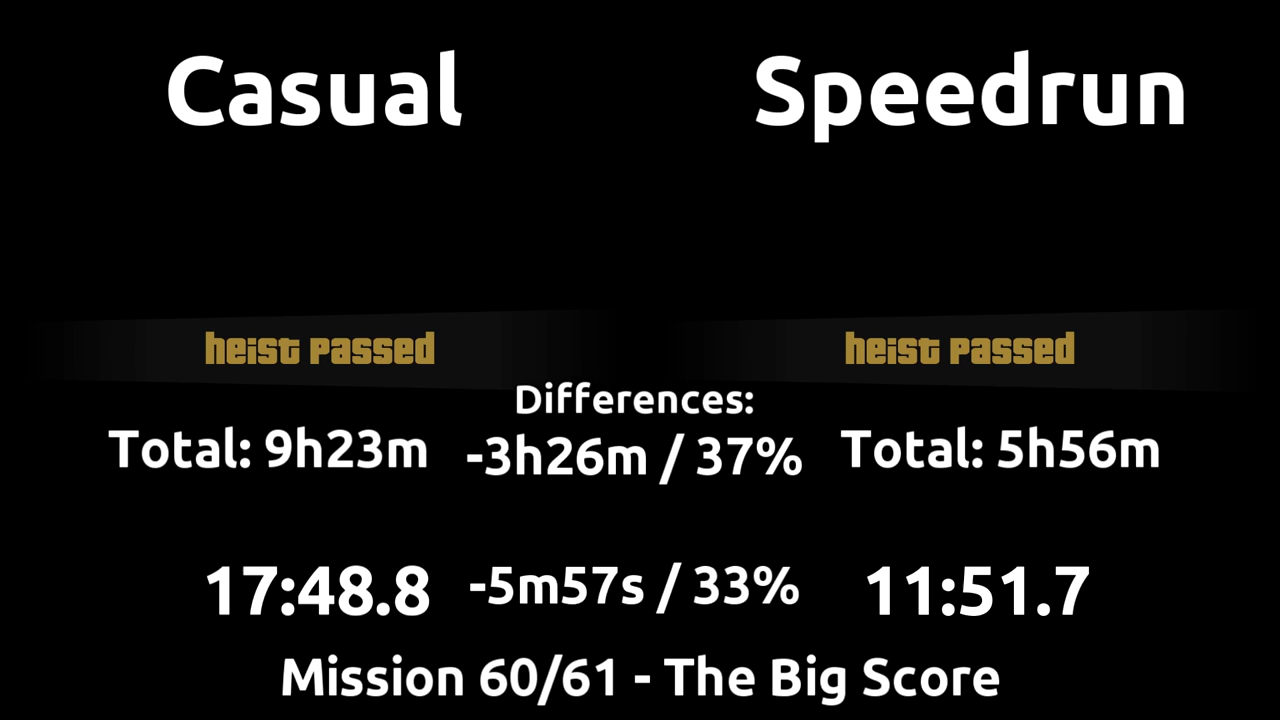 Casual Speedrun
heist passed heist passed
Differences:
Total: 9h23m -3h26m / 37% Total: 5h56m
17:48.8 -5m57s / 33% 11:51.7
Mission 60/61 - The Big Score